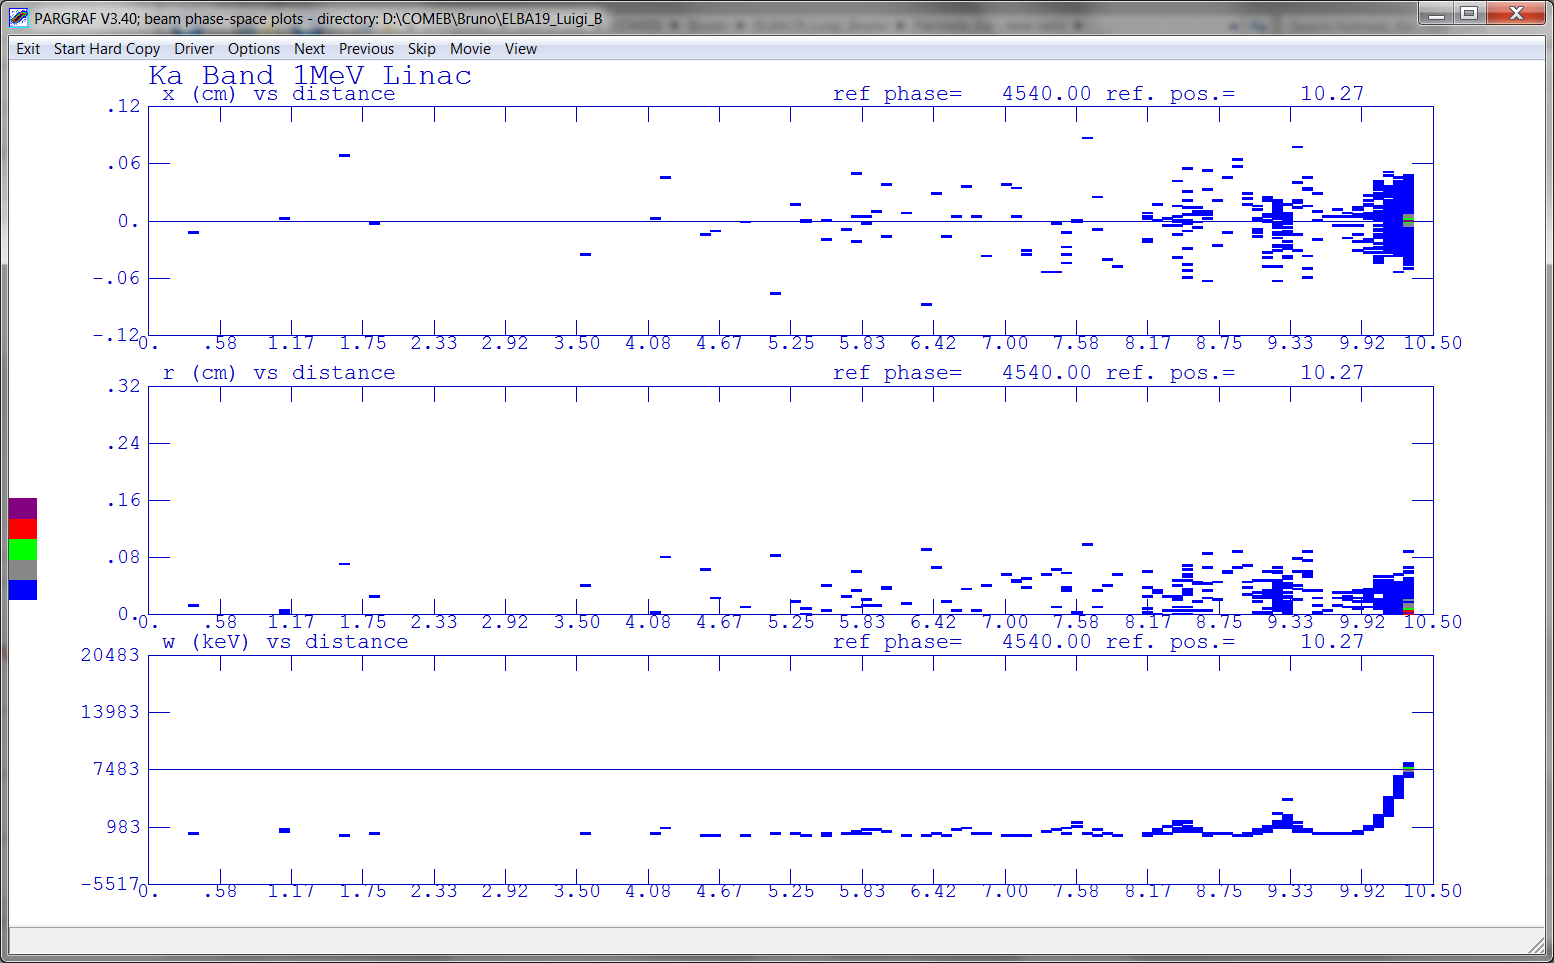 PARGRAF V3.40; beam phase-space plots - directory: D:\COMEB\Bruno\ELBA19_Luigi_B
Exit Start Hard Copy Driver Options Next Previous Skip Movie View
Ka Band 1MeV Linac
x (cm) vs distance ref phase= 4540.00 ref. pos.= 10.27
.12
.06
0.
-.06
-.12
0. .58 1.17 1.75 2.33 2.92 3.50 4.08 4.67 5.25 5.83 6.42 7.00 7.58 8.17 8.75 9.33 9.92 10.50
r (cm) vs distance ref phase= 4540.00 ref. pos.= 10.27
.32
.24
.16
.08
0.
0. .58 1.17 1.75 2.33 2.92 3.50 4.08 4.67 5.25 5.83 6.42 7.00 7.58 8.17 8.75 9.33 9.92 10.50
w (keV) vs distance ref phase= 4540.00 ref. pos.= 10.27
20483
13983
7483
983
-5517
0. .58 1.17 1.75 2.33 2.92 3.50 4.08 4.67 5.25 5.83 6.42 7.00 7.58 8.17 8.75 9.33 9.92 10.50